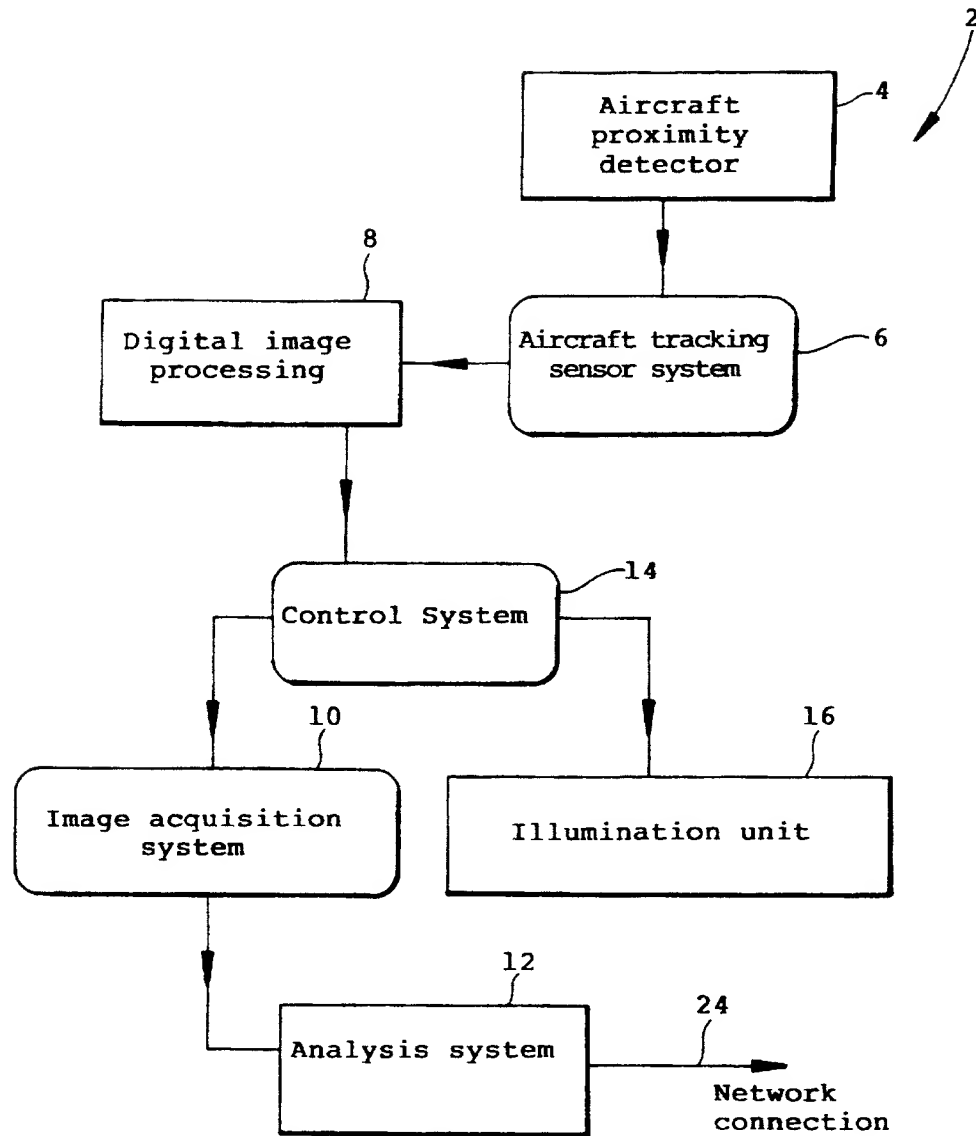 2
Aircraft
proximity
detector
4
8
Digital image
processing
Aircraft tracking
sensor system
6
Control System
14
10
16
Image acquisition
system
Illumination unit
12
Analysis system
24
Network
connection